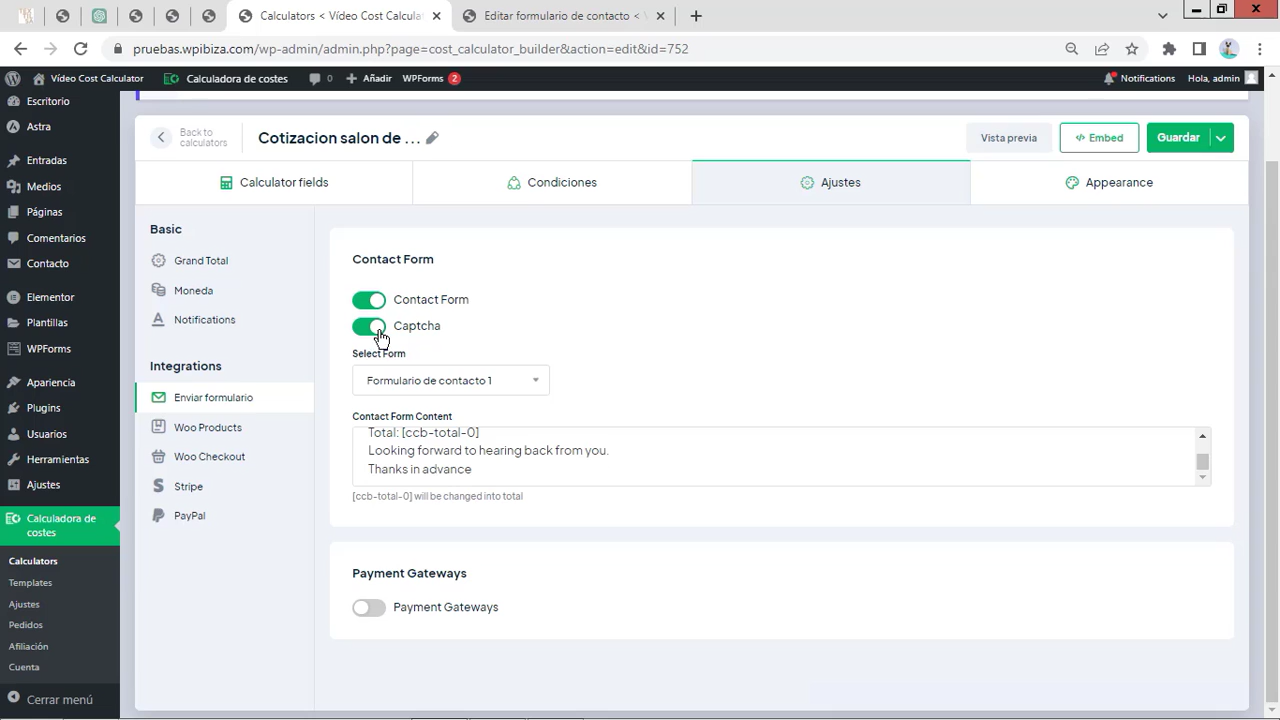 Calculators < Vídeo Cost Calcula
Editar formulario de contacto <
pruebas.wpibiza.com/wp-admin/admin.php?page=cost_calculator_builder&action=edit&id=752
Vídeo Cost Calculator
Calculadora de costes
0
Añadir
WPForms 2
Notifications
Hola, admin
Escritorio
Astra
Entradas
Medios
Páginas
Comentarios
Contacto
Elementor
Plantillas
WPForms
Apariencia
Plugins
Usuarios
Herramientas
Ajustes
Calculadora de
costes
Calculators
Templates
Ajustes
Pedidos
Afiliación
Cuenta
Cerrar menú
Back to
calculators
Cotizacion salon de ...
Vista previa
</> Embed
Guardar
Calculator fields
Condiciones
Ajustes
Appearance
Basic
Grand Total
Moneda
Notifications
Integrations
Enviar formulario
Woo Products
Woo Checkout
Stripe
PayPal
Contact Form
Contact Form
Captcha
Select Form
Formulario de contacto 1
Contact Form Content
Total: [ccb-total-0]
Looking forward to hearing back from you.
Thanks in advance
[ccb-total-0] will be changed into total
Payment Gateways
Payment Gateways